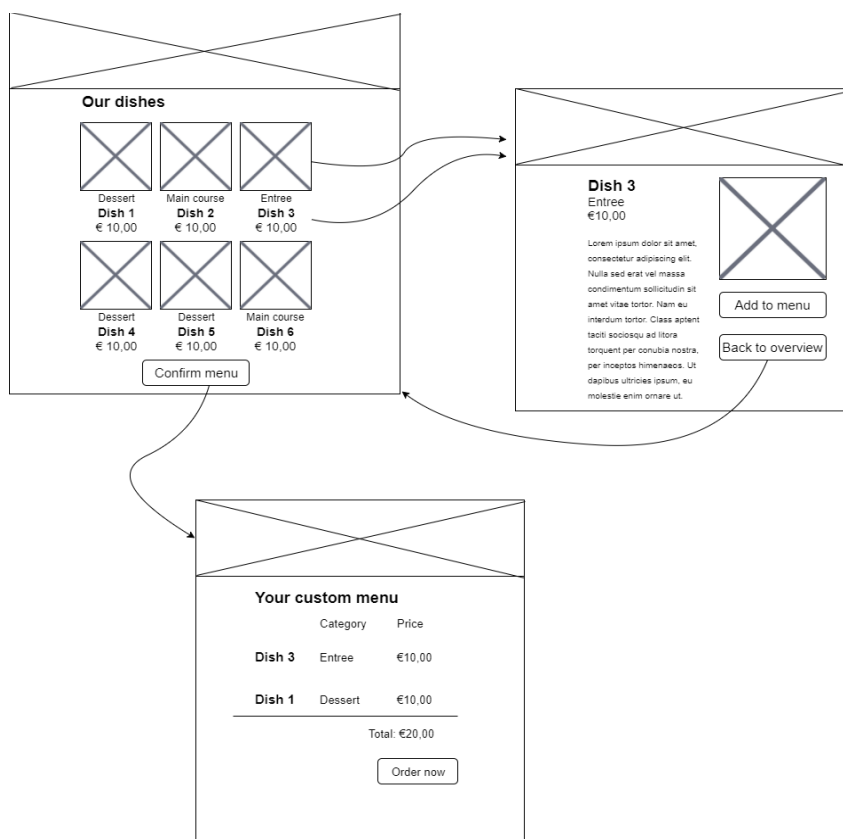 Our dishes
Dessert Main course Entree
Dish 1 Dish 2 Dish 3
€ 10,00 € 10,00 € 10,00
Dessert Dessert Main course
Dish 4 Dish 5 Dish 6
€ 10,00 € 10,00 € 10,00
Confirm menu
Dish 3
Entree
€10,00
Lorem ipsum dolor sit amet,
consectetur adipiscing elit.
Nulla sed erat vel massa
condimentum sollicitudin sit
amet vitae tortor. Nam eu
interdum tortor. Class aptent
taciti sociosqu ad litora
torquent per conubia nostra,
per inceptos himenaeos. Ut
dapibus ultricies ipsum, eu
molestie enim ornare ut.
Add to menu
Back to overview
Your custom menu
Category Price
Dish 3 Entree €10,00
Dish 1 Dessert €10,00
Total: €20,00
Order now